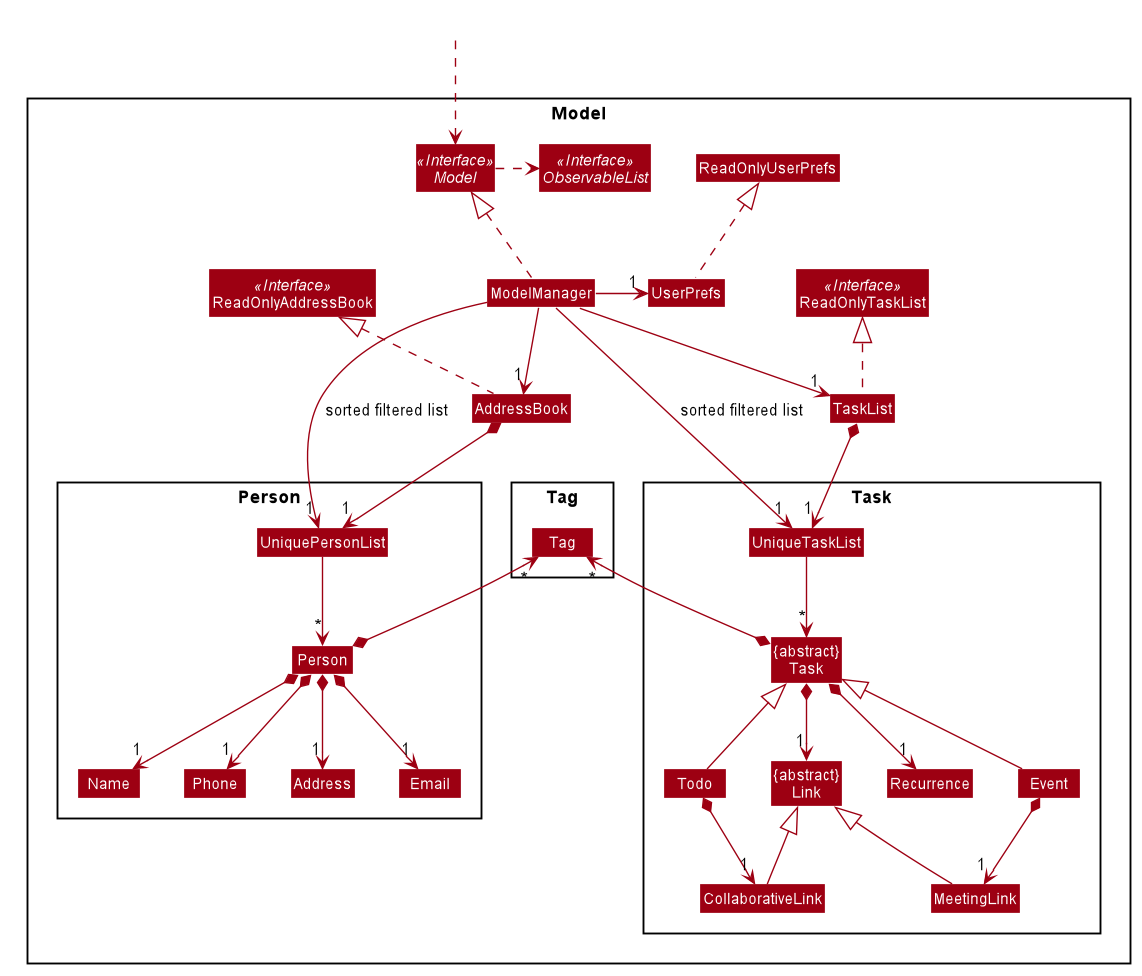 Model
«Interface»
Model
«Interface»
ObservableList
ReadOnlyUserPrefs
«Interface»
ReadOnlyAddressBook
ModelManager
1
UserPrefs
«Interface»
ReadOnlyTaskList
1
1
AddressBook
TaskList
sorted filtered list
sorted filtered list
Person
Tag
Task
1
1
1
1
UniquePersonList
Tag
UniqueTaskList
*
*
*
*
Person
{abstract}
Task
1
1
1
1
1
1
Name
Phone
Address
Email
Todo
{abstract}
Link
Recurrence
Event
1
1
CollaborativeLink
MeetingLink